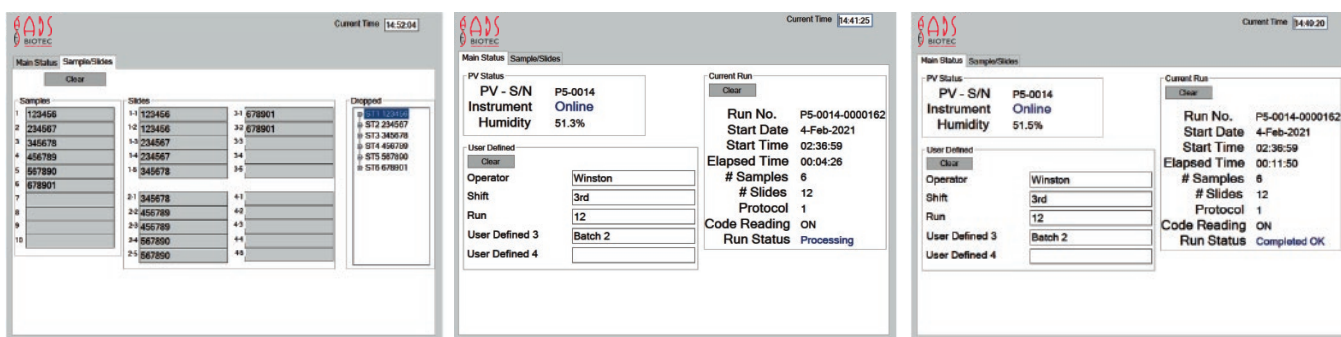 ADS
BIOTEC
Current Time 14:52:04
Main Status Sample/Slides
Clear
Samples
1 123456
2 234567
3 345678
4 456789
5 567890
6 678901
7
8
9
10
Slides
1-1 123456
1-2 123456
1-3 234567
1-4 234567
1-5 345678
2-1 345678
2-2 456789
2-3 456789
2-4 567890
2-5 567890
3-1 678901
3-2 678901
3-3
3-4
3-5
4-1
4-2
4-3
4-4
4-5
Dropped
ST1 123456
ST2 234567
ST3 345678
ST4 456789
ST5 567890
ST6 678901
ADS
BIOTEC
Current Time 14:41:25
Main Status Sample/Slides
PV Status
PV - S/N P5-0014
Instrument Online
Humidity 51.3%
User Defined
Clear
Operator Winston
Shift 3rd
Run 12
User Defined 3 Batch 2
User Defined 4
Current Run
Clear
Run No. P5-0014-0000162
Start Date 4-Feb-2021
Start Time 02:36:59
Elapsed Time 00:04:26
# Samples 6
# Slides 12
Protocol 1
Code Reading ON
Run Status Processing
ADS
BIOTEC
Current Time 14:49:20
Main Status Sample/Slides
PV Status
PV - S/N P5-0014
Instrument Online
Humidity 51.5%
User Defined
Clear
Operator Winston
Shift 3rd
Run 12
User Defined 3 Batch 2
User Defined 4
Current Run
Clear
Run No. P5-0014-0000162
Start Date 4-Feb-2021
Start Time 02:36:59
Elapsed Time 00:11:50
# Samples 6
# Slides 12
Protocol 1
Code Reading ON
Run Status Completed OK